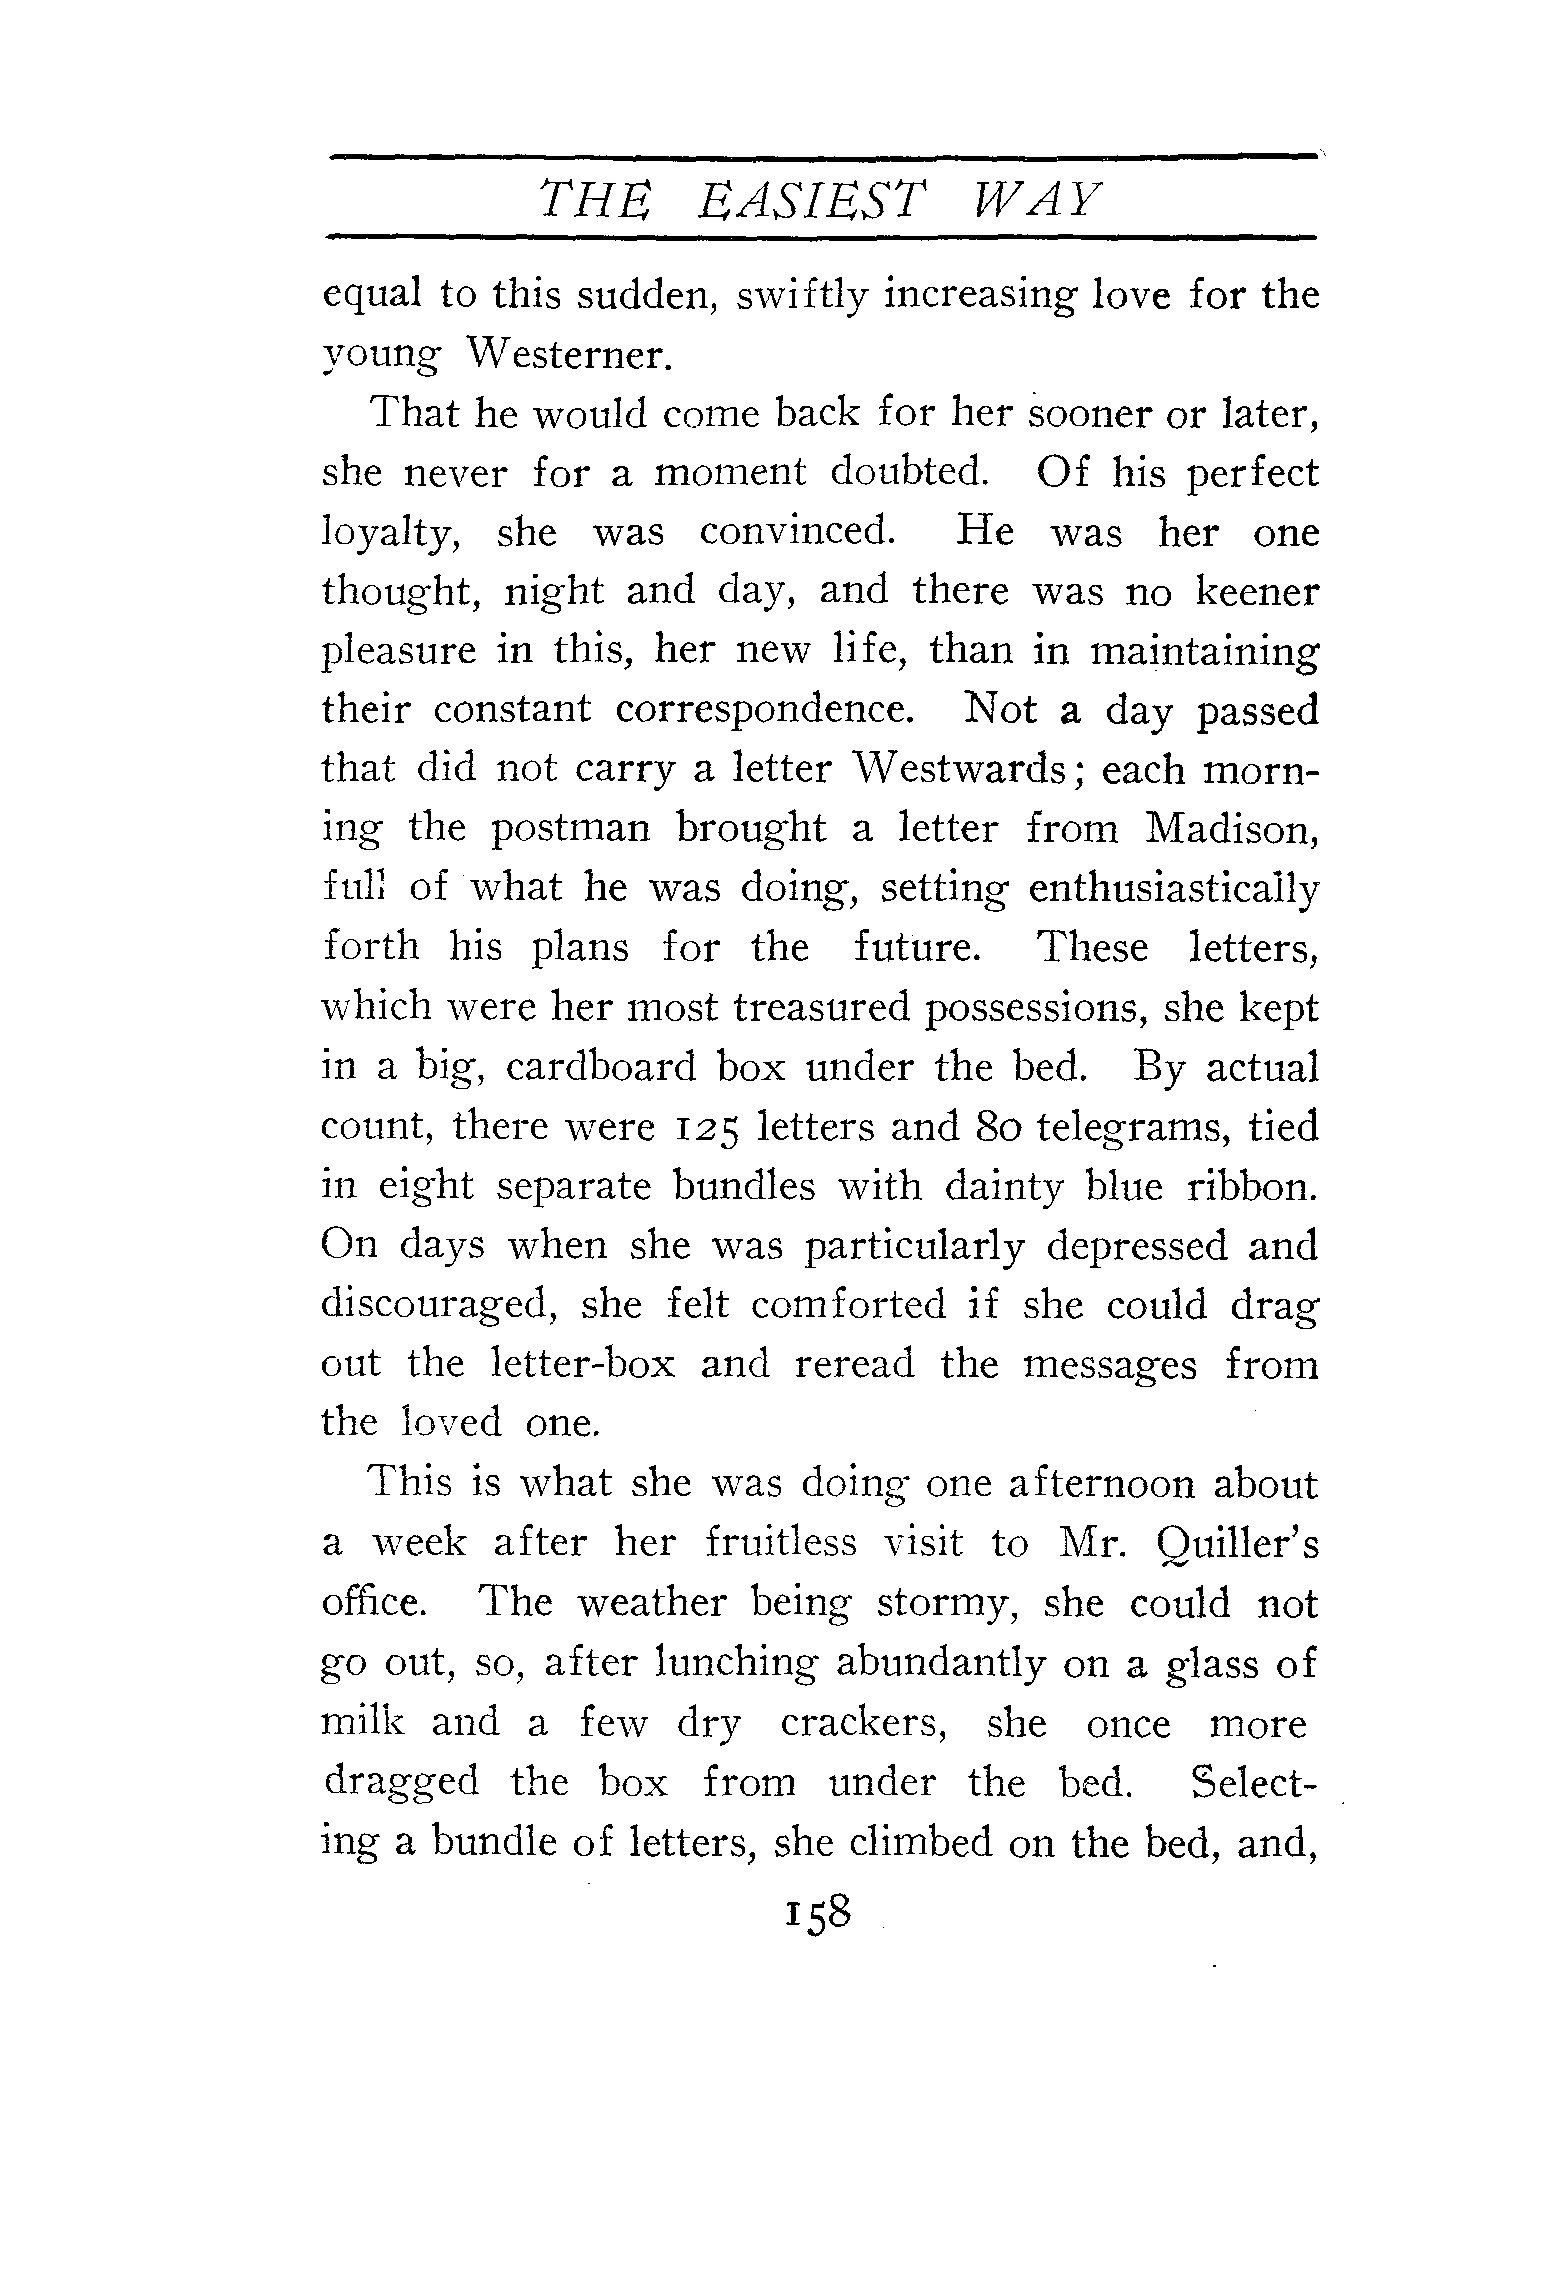 THE EASIEST WAY
equal to this sudden, swiftly increasing love for the
young Westerner.
That he would come back for her sooner or later,
she never for a moment doubted. Of his perfect
loyalty, she was convinced. He was her one
thought, night and day, and there was no keener
pleasure in this, her new life, than in maintaining
their constant correspondence. Not a day passed
that did not carry a letter Westwards; each morn-
ing the postman brought a letter from Madison,
full of what he was doing, setting enthusiastically
forth his plans for the future. These letters,
which were her most treasured possessions, she kept
in a big, cardboard box under the bed. By actual
count, there were 125 letters and 80 telegrams, tied
in eight separate bundles with dainty blue ribbon.
On days when she was particularly depressed and
discouraged, she felt comforted if she could drag
out the letter-box and reread the messages from
the loved one.
This is what she was doing one afternoon about
a week after her fruitless visit to Mr. Quiller's
office. The weather being stormy, she could not
go out, so, after lunching abundantly on a glass of
milk and a few dry crackers, she once more
dragged the box from under the bed. Select-
ing a bundle of letters, she climbed on the bed, and,
158